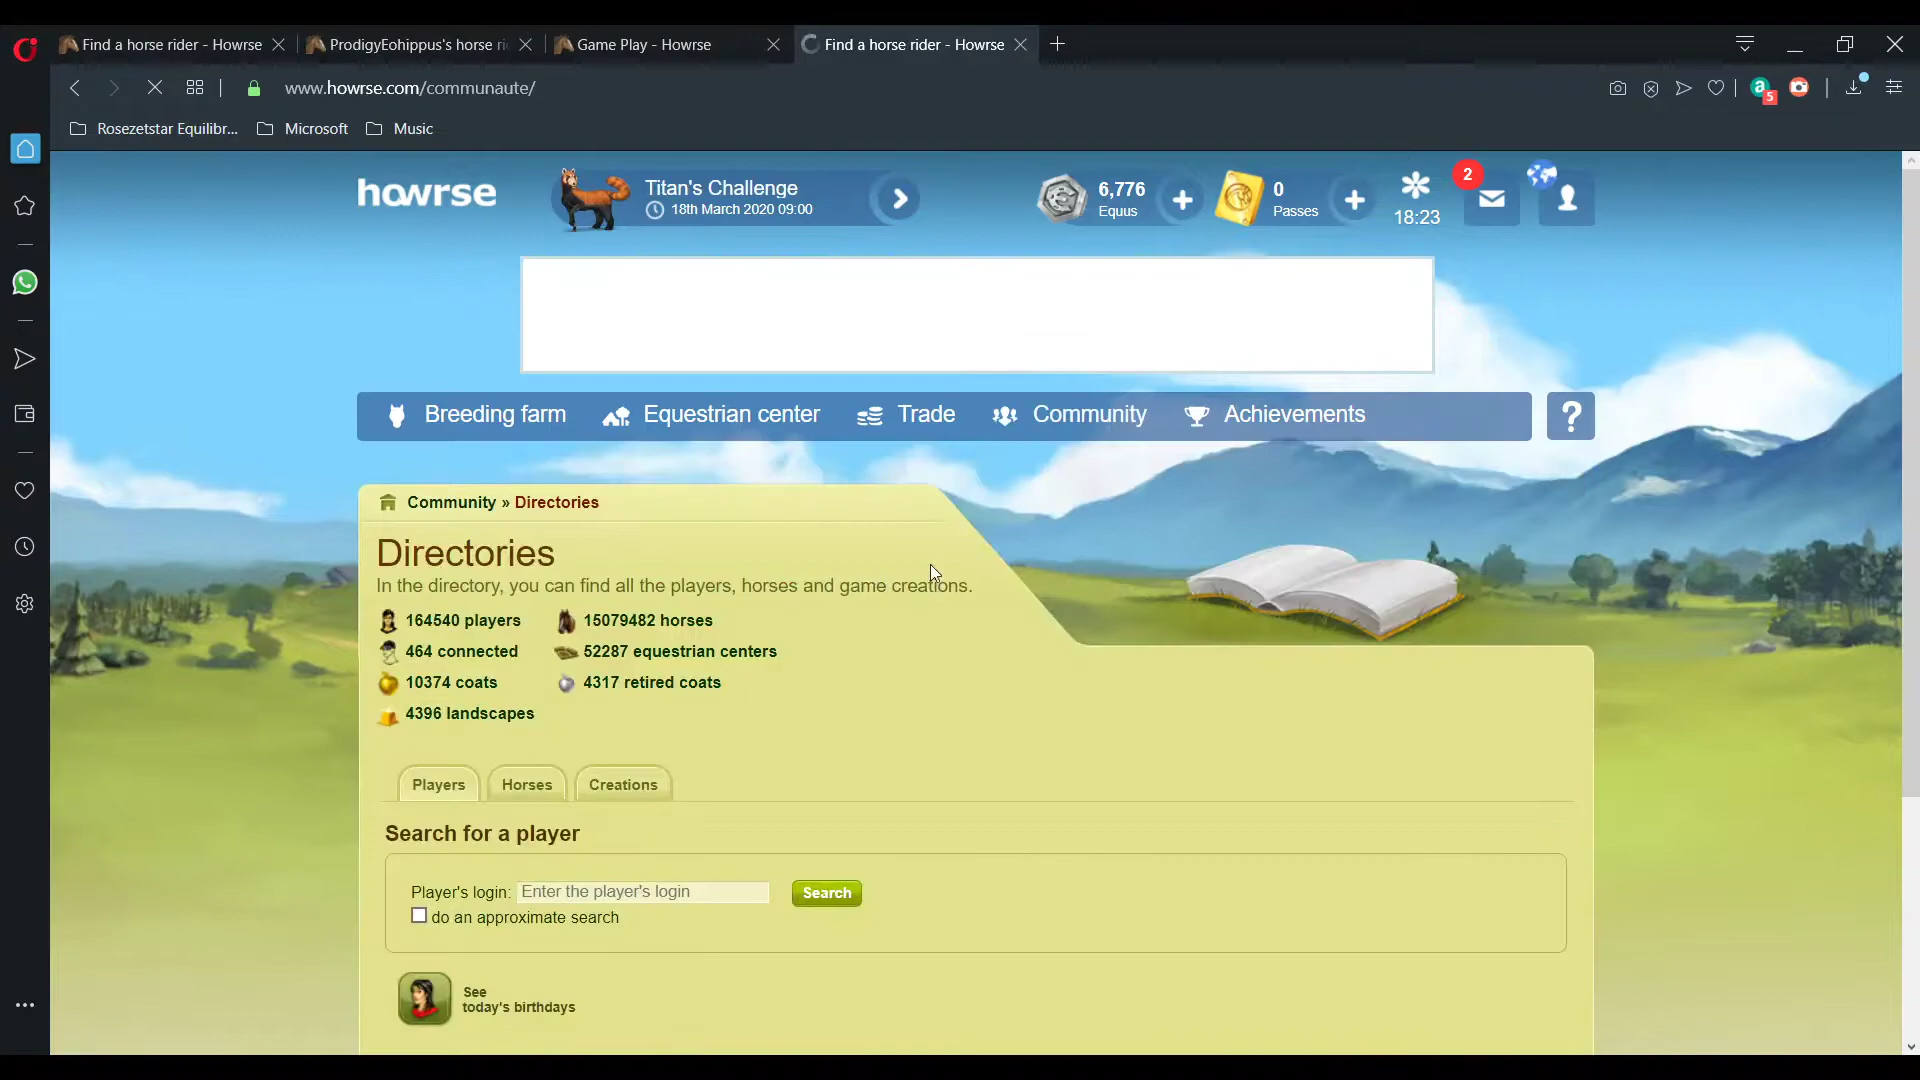 Find a horse rider - Howrse
ProdigyEohippus's horse ri
Game Play - Howrse
Find a horse rider - Howrse
www.howrse.com/communaute/
a
5
Rosezetstar Equilibr...
Microsoft
Music
howrse
Titan's Challenge
18th March 2020 09:00
6,776
Equus
0
Passes
18:23
2
Breeding farm
Equestrian center
Trade
Community
Achievements
?
Community » Directories
Directories
In the directory, you can find all the players, horses and game creations.
164540 players
15079482 horses
464 connected
52287 equestrian centers
10374 coats
4317 retired coats
4396 landscapes
Players
Horses
Creations
Search for a player
Player's login: Enter the player's login
Search
do an approximate search
See
today's birthdays